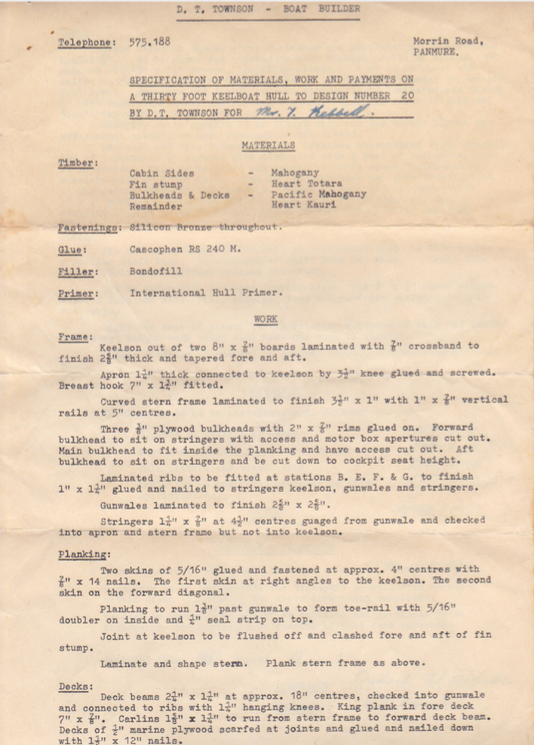 D. T. TOWNSON - BOAT BUILDER
Telephone: 575.188
Morrin Road,
PANMURE.
SPECIFICATION OF MATERIALS, WORK AND PAYMENTS ON
A THIRTY FOOT KEELBOAT HULL TO DESIGN NUMBER 20
BY D.T. TOWNSON FOR Mr. T. Kebbell.
MATERIALS
Timber:
Cabin Sides - Mahogany
Fin stump - Heart Totara
Bulkheads & Decks - Pacific Mahogany
Remainder Heart Kauri
Fastenings: Silicon Bronze throughout.
Glue: Cascophen RS 240 M.
Filler: Bondofill
Primer: International Hull Primer.
WORK
Frame:
Keelson out of two 8" x ⅞" boards laminated with ⅞" crossband to
finish 2⅝" thick and tapered fore and aft.
Apron 1¼" thick connected to keelson by 3½" knee glued and screwed.
Breast hook 7" x 1¾" fitted.
Curved stern frame laminated to finish 3½" x 1" with 1" x ⅞" vertical
rails at 5" centres.
Three ⅜" plywood bulkheads with 2" x ⅞" rims glued on. Forward
bulkhead to sit on stringers with access and motor box apertures cut out.
Main bulkhead to fit inside the planking and have access cut out. Aft
bulkhead to sit on stringers and be cut down to cockpit seat height.
Laminated ribs to be fitted at stations B. E. F. & G. to finish
1" x 1¼" glued and nailed to stringers keelson, gunwales and stringers.
Gunwales laminated to finish 2⅝" x 2⅝".
Stringers 1¼" x ⅞" at 4½" centres guaged from gunwale and checked
into apron and stern frame but not into keelson.
Planking:
Two skins of 5/16" glued and fastened at approx. 4" centres with
⅞" x 14 nails. The first skin at right angles to the keelson. The second
skin on the forward diagonal.
Planking to run 1⅜" past gunwale to form toe-rail with 5/16"
doubler on inside and ¼" seal strip on top.
Joint at keelson to be flushed off and clashed fore and aft of fin
stump.
Laminate and shape stern. Plank stern frame as above.
Decks:
Deck beams 2¼" x 1¼" at approx. 18" centres, checked into gunwale
and connected to ribs with 1¼" hanging knees. King plank in fore deck
7" x ⅞". Carlins 1⅝" x 1¼" to run from stern to forward deck beam.
Decks of ½" marine plywood scarfed at joints and glued and nailed down
with 1½" x 12" nails.